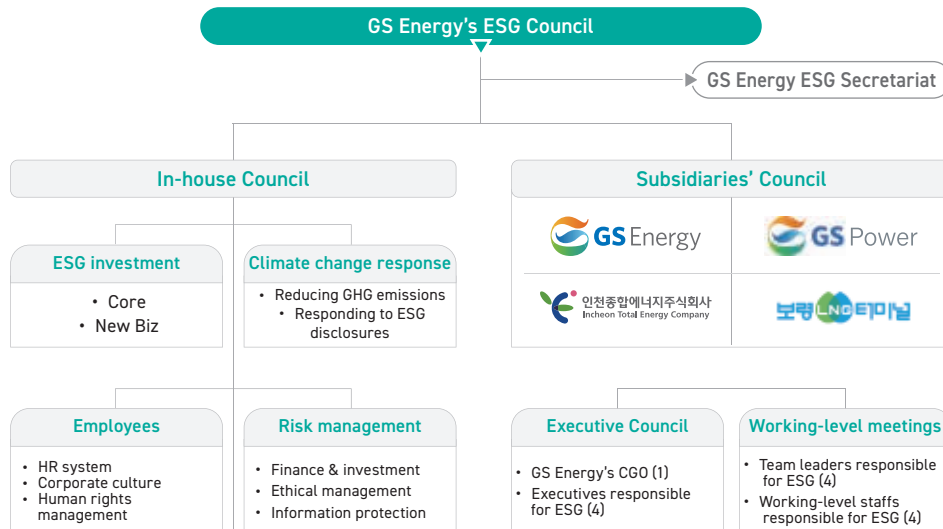 GS Energy's ESG Council
GS Energy ESG Secretariat
In-house Council
ESG investment
• Core
• New Biz
Climate change response
• Reducing GHG emissions
• Responding to ESG
disclosures
Employees
• HR system
• Corporate culture
• Human rights
management
Risk management
• Finance & investment
• Ethical management
• Information protection
Subsidiaries' Council
GS Energy
GS Power
인천종합에너지주식회사
Incheon Total Energy Company
보령LNG터미널
Executive Council
• GS Energy's CGO (1)
• Executives responsible
for ESG (4)
Working-level meetings
• Team leaders responsible
for ESG (4)
• Working-level staffs
responsible for ESG (4)